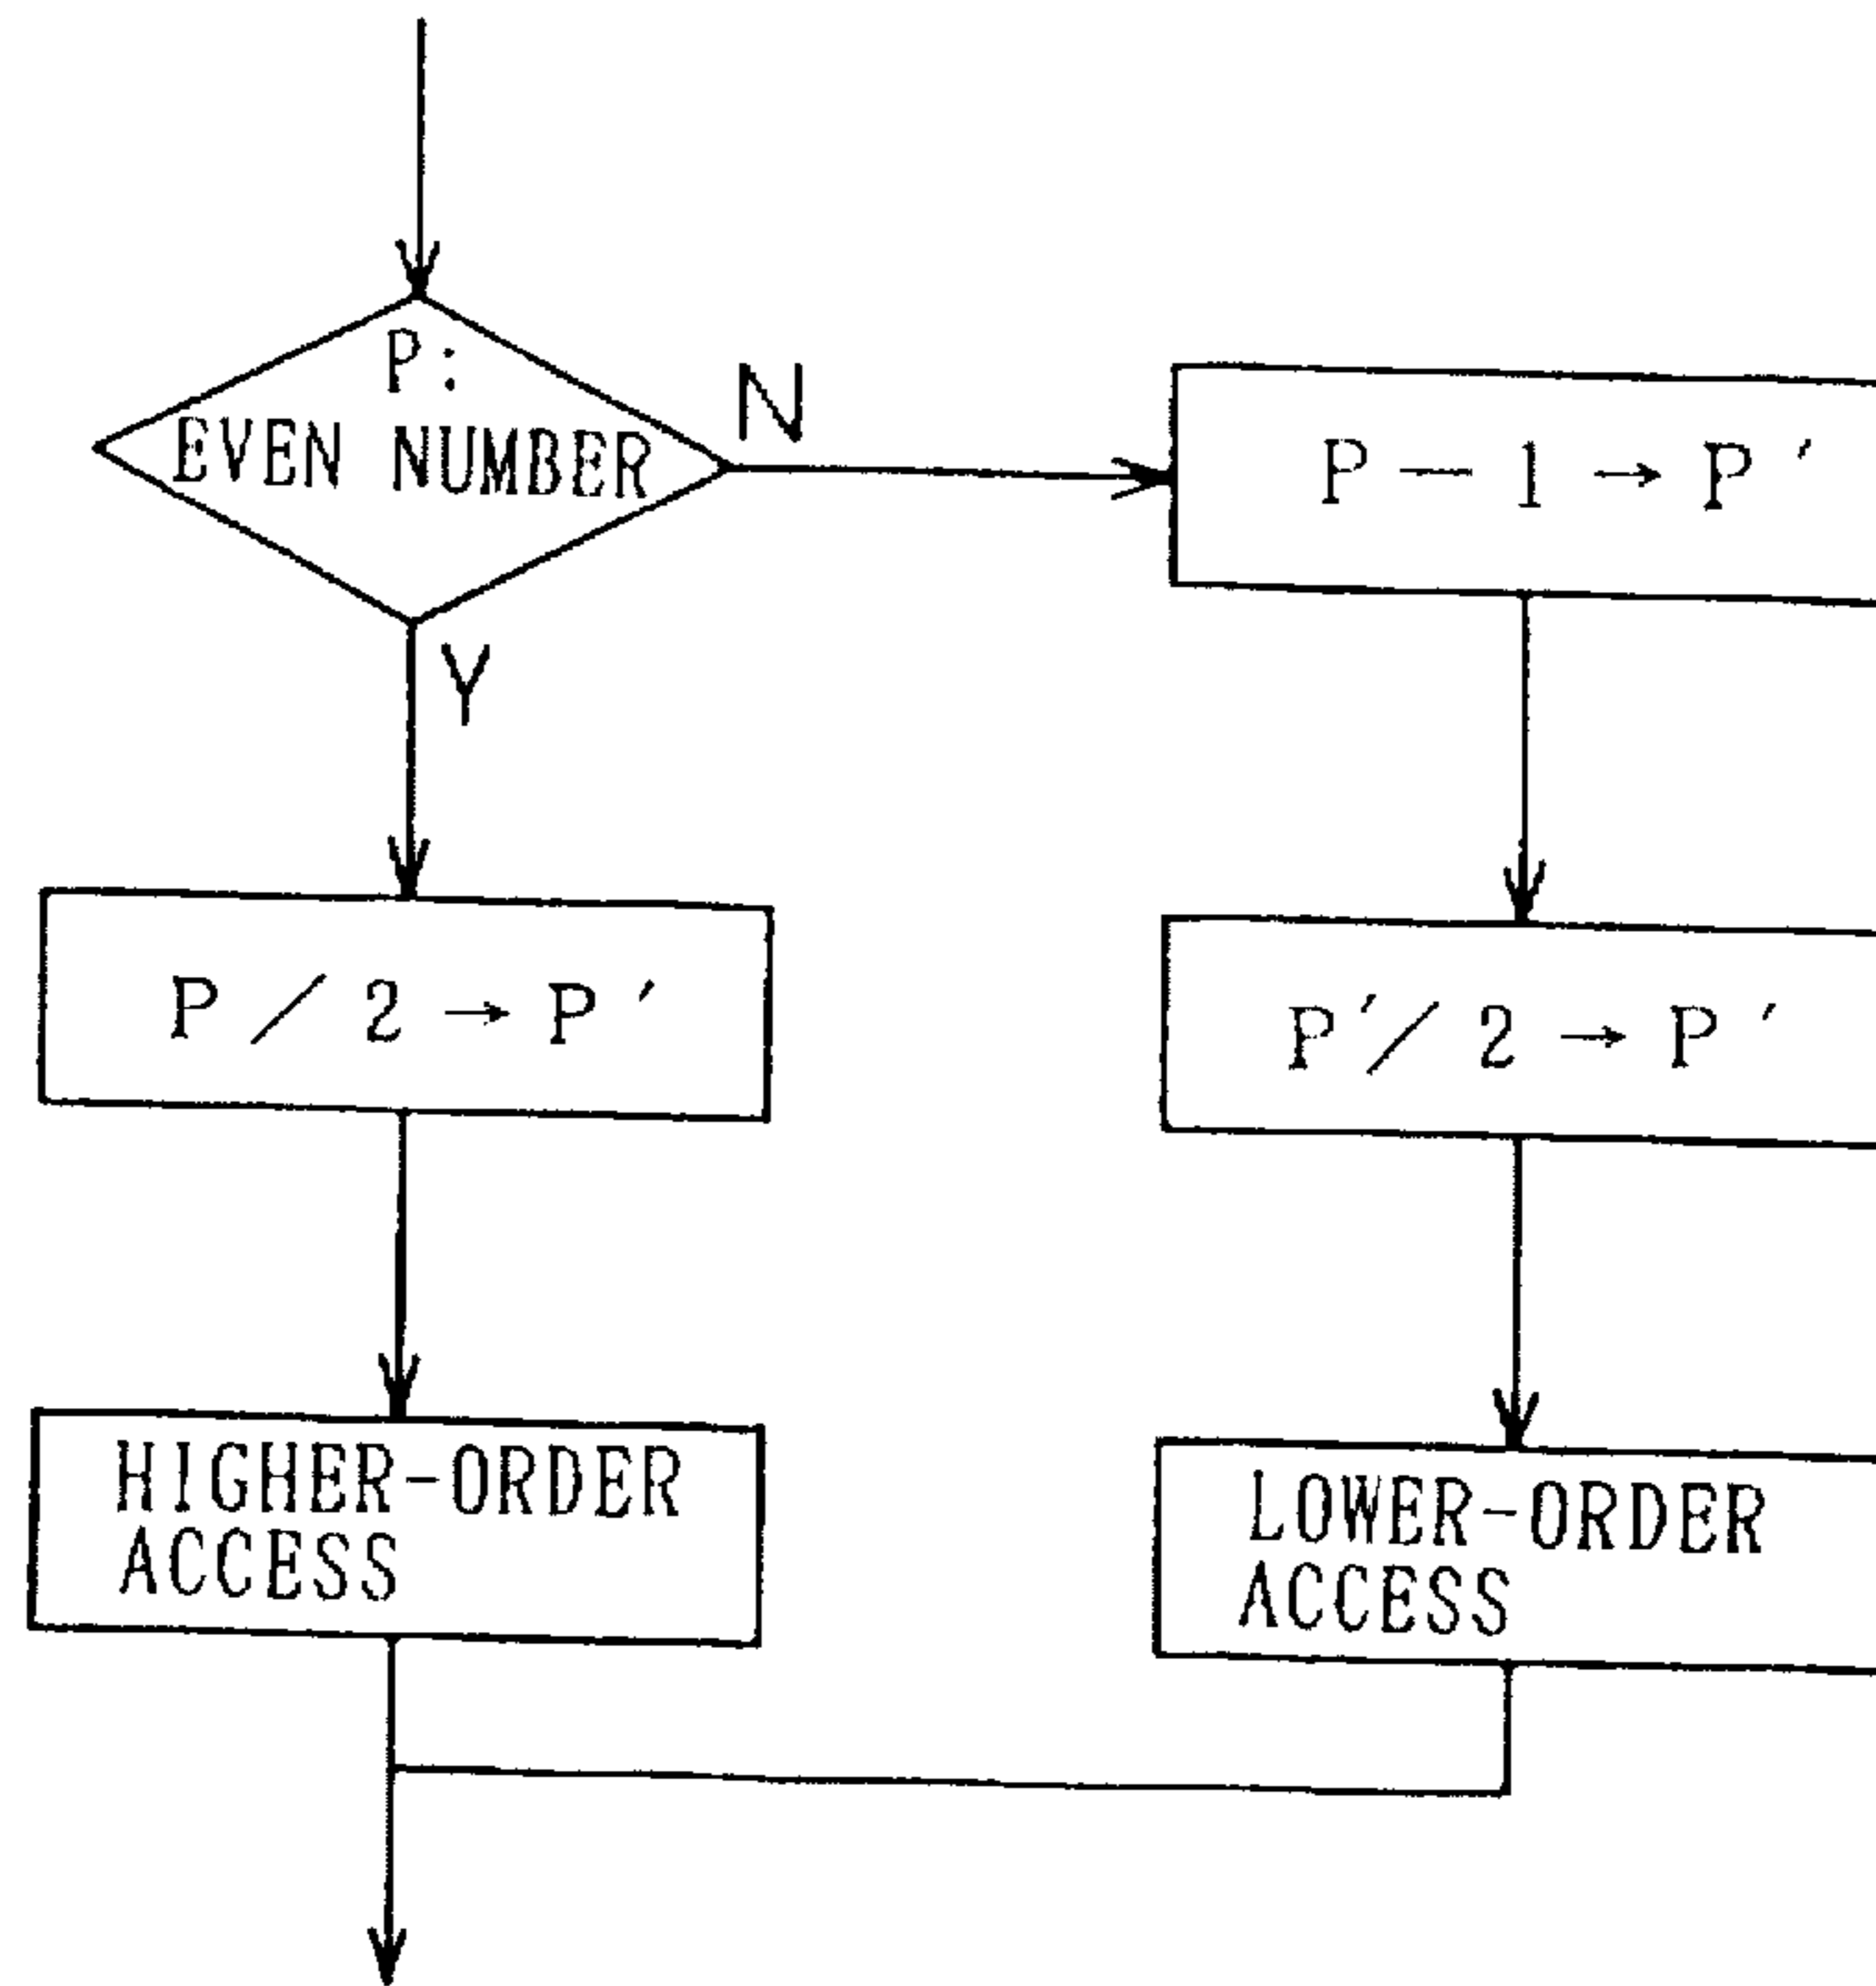 P:
EVEN NUMBER
N
P - 1 → P'
Y
P / 2 → P'
P' / 2 → P'
HIGHER-ORDER
ACCESS
LOWER-ORDER
ACCESS